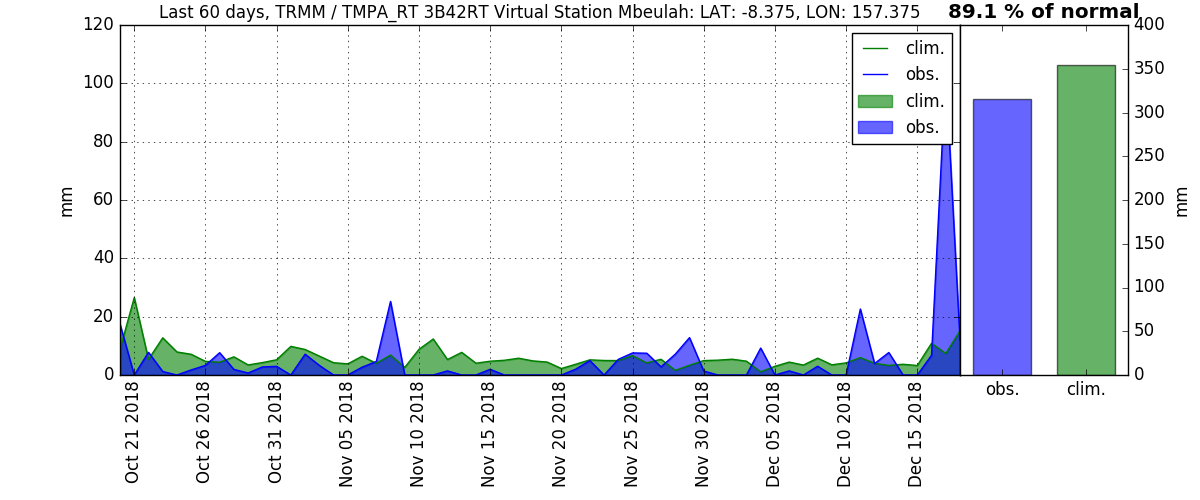 Last 60 days, TRMM / TMPA_RT 3B42RT Virtual Station Mbeulah: LAT: -8.375, LON: 157.375
89.1 % of normal
mm
120
100
80
60
40
20
0
clim.
obs.
clim.
obs.
400
350
300
250
200
150
100
50
0
mm
Oct 21 2018
Oct 26 2018
Oct 31 2018
Nov 05 2018
Nov 10 2018
Nov 15 2018
Nov 20 2018
Nov 25 2018
Nov 30 2018
Dec 05 2018
Dec 10 2018
Dec 15 2018
obs.
clim.